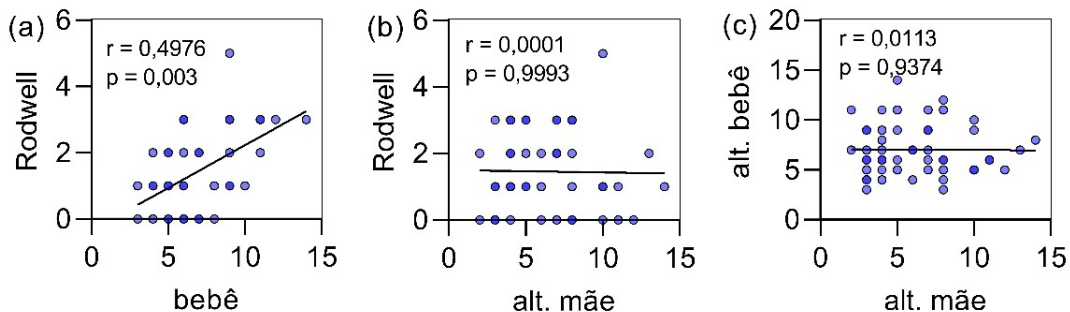 (a)
r = 0,4976
p = 0,003
Rodwell
6
4
2
0
0 5 10 15
bebê
(b)
r = 0,0001
p = 0,9993
Rodwell
6
4
2
0
0 5 10 15
alt. mãe
(c)
r = 0,0113
p = 0,9374
alt. bebê
20
15
10
5
0
0 5 10 15
alt. mãe